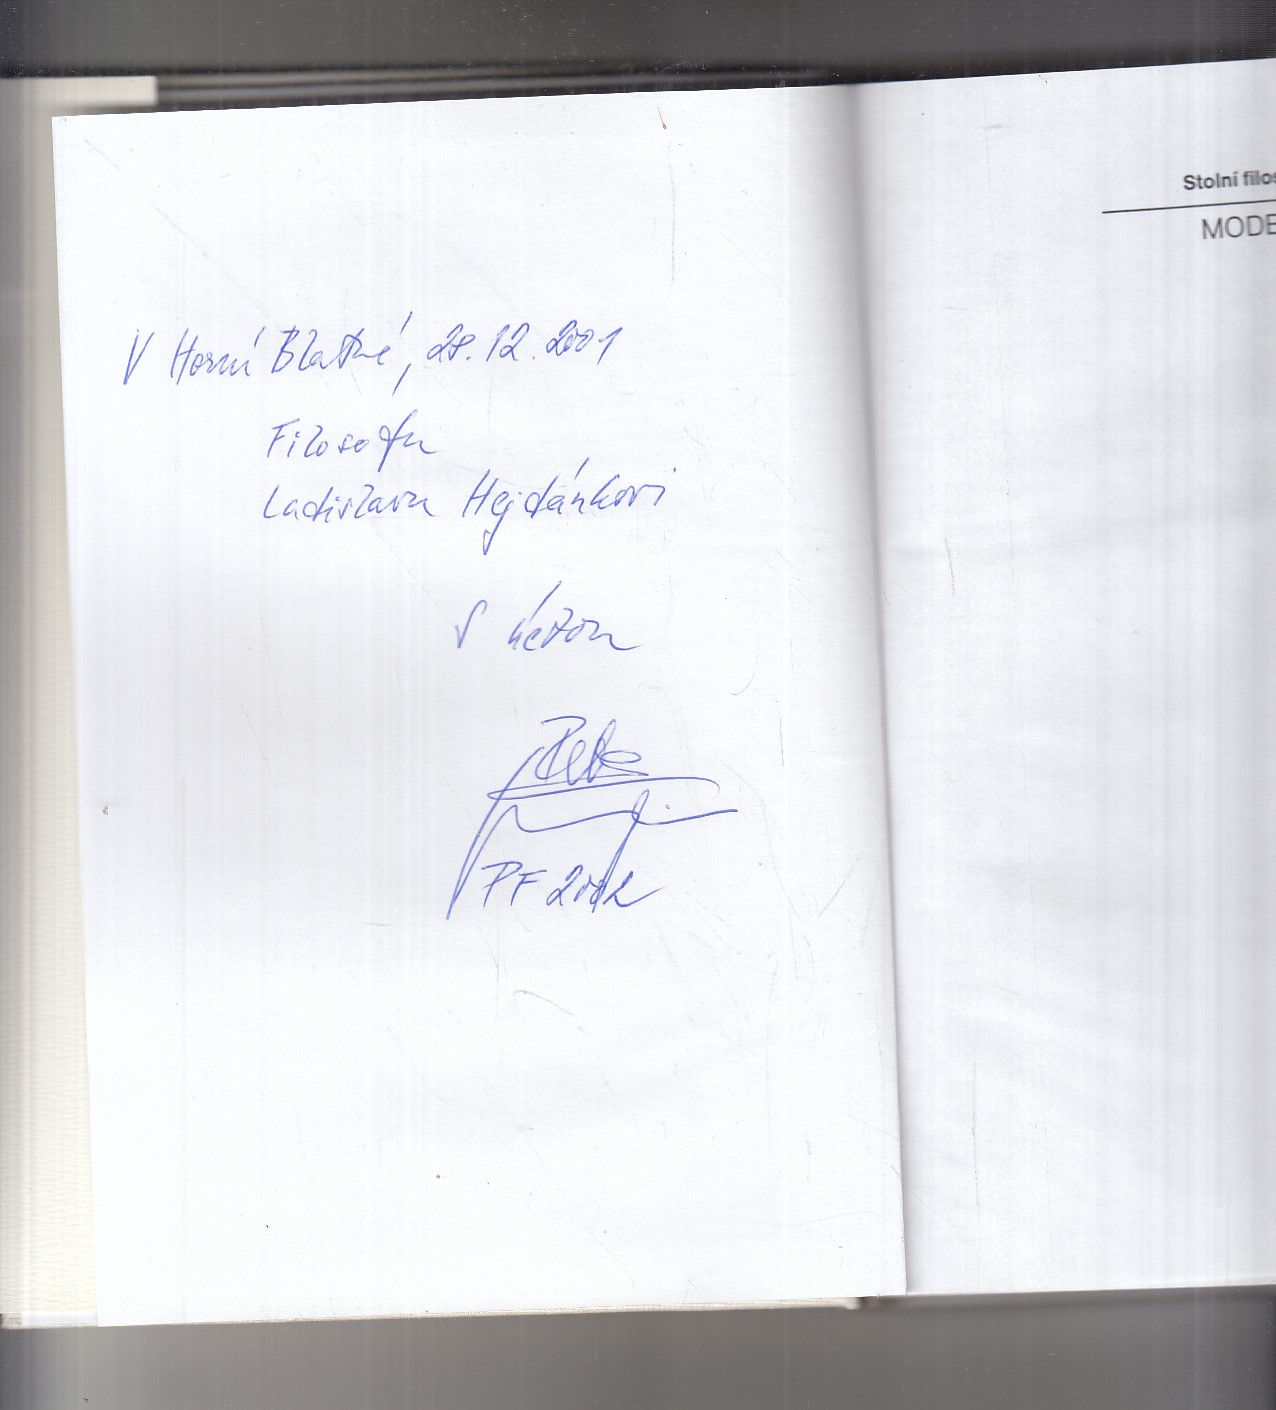 V Horní Blatné, 28.12.2001
Filosofu
Ladislavu Hejdánkovi
S úctou
PF 2002
Stolní filos
MODE